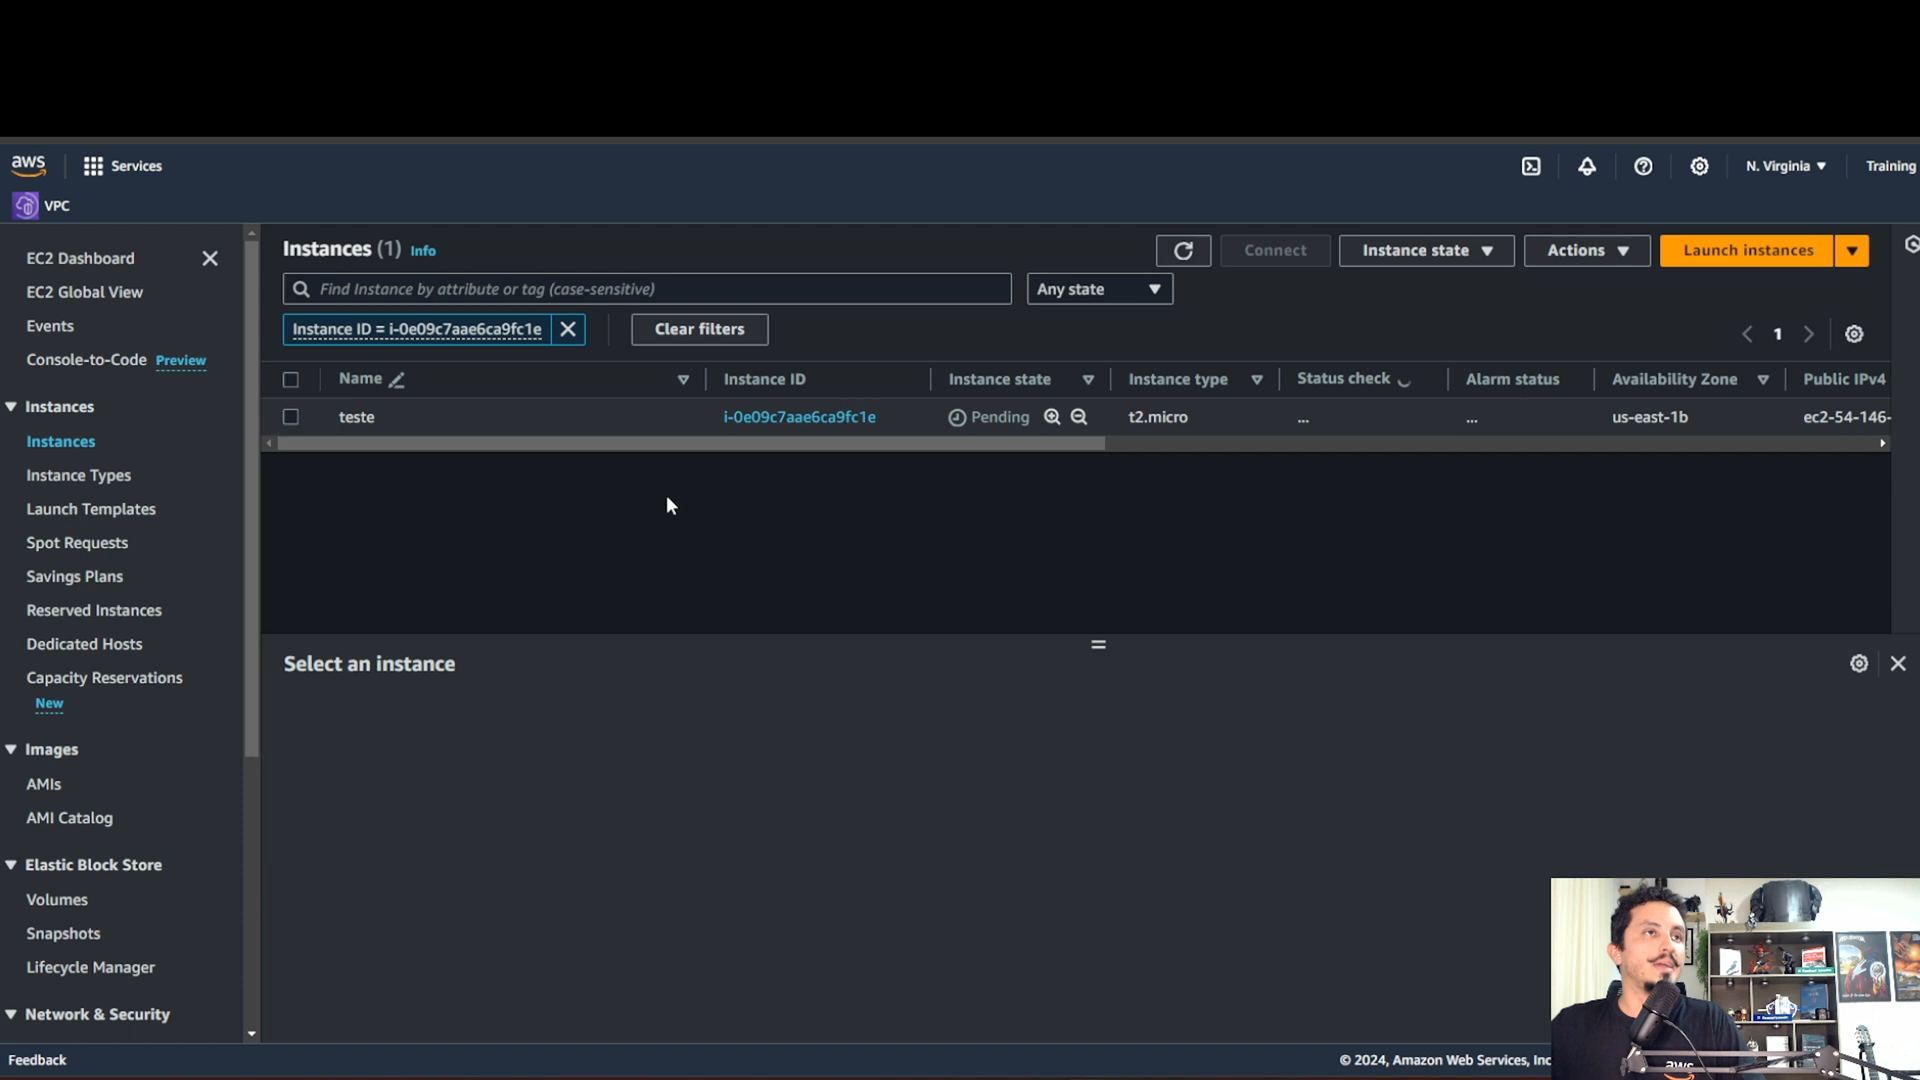 aws
Services
N. Virginia
Training
VPC
EC2 Dashboard
EC2 Global View
Events
Console-to-Code Preview
Instances
Instances
Instance Types
Launch Templates
Spot Requests
Savings Plans
Reserved Instances
Dedicated Hosts
Capacity Reservations
New
Images
AMIs
AMI Catalog
Elastic Block Store
Volumes
Snapshots
Lifecycle Manager
Network & Security
Instances (1) Info
Connect
Instance state
Actions
Launch instances
Find Instance by attribute or tag (case-sensitive)
Any state
Instance ID = i-0e09c7aae6ca9fc1e
Clear filters
1
Name Instance ID Instance state Instance type Status check Alarm status Availability Zone Public IPv4
teste i-0e09c7aae6ca9fc1e Pending t2.micro ... ... us-east-1b ec2-54-146-
Select an instance
Feedback
© 2024, Amazon Web Services, Inc
aws